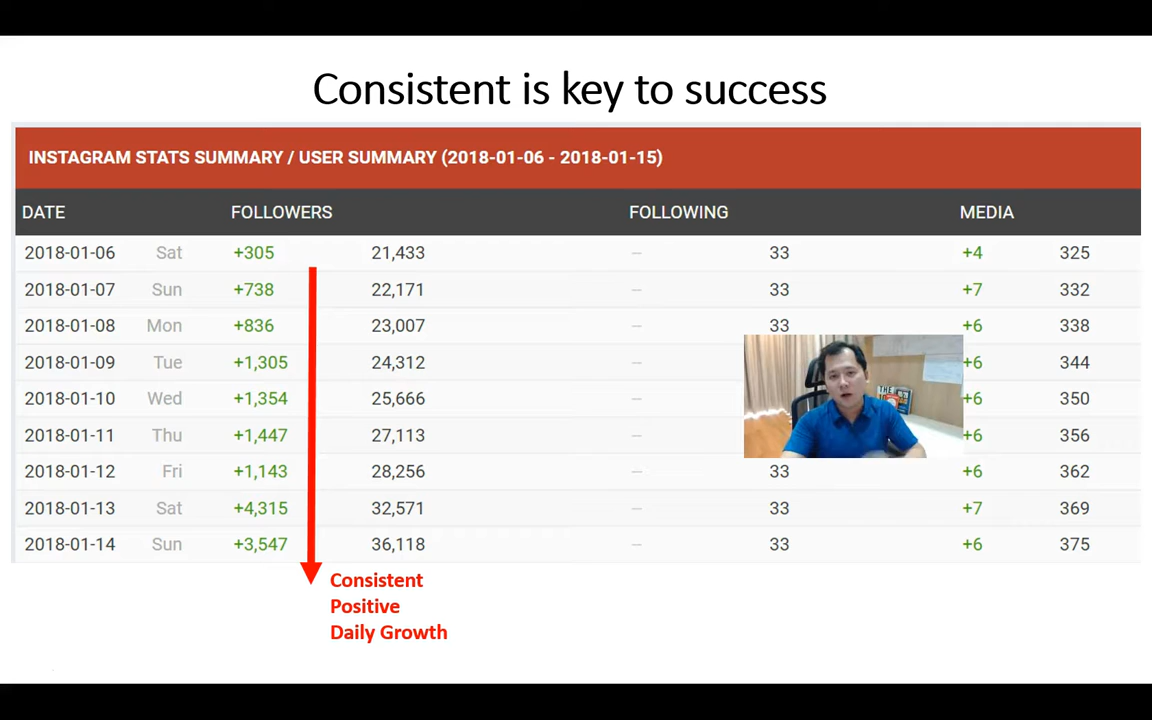 Consistent is key to success
INSTAGRAM STATS SUMMARY / USER SUMMARY (2018-01-06 - 2018-01-15)
DATE FOLLOWERS FOLLOWING MEDIA
2018-01-06 Sat +305 21,433 -- 33 +4 325
2018-01-07 Sun +738 22,171 -- 33 +7 332
2018-01-08 Mon +836 23,007 -- 33 +6 338
2018-01-09 Tue +1,305 24,312 -- +6 344
2018-01-10 Wed +1,354 25,666 -- +6 350
2018-01-11 Thu +1,447 27,113 -- +6 356
2018-01-12 Fri +1,143 28,256 -- 33 +6 362
2018-01-13 Sat +4,315 32,571 -- 33 +7 369
2018-01-14 Sun +3,547 36,118 -- 33 +6 375
Consistent
Positive
Daily Growth